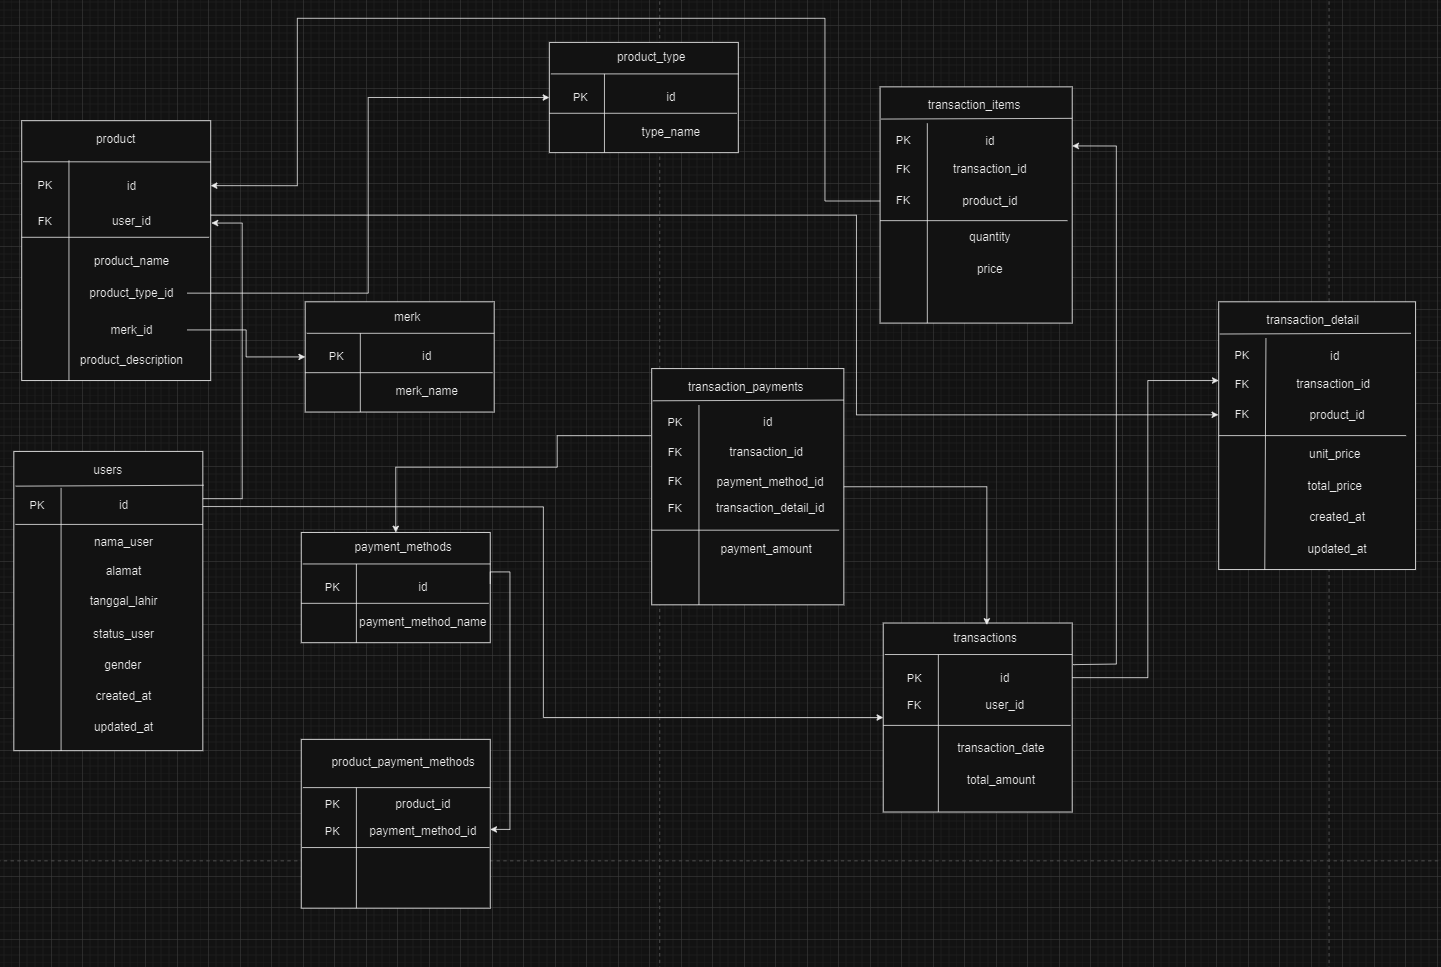 product_type
PK id
type_name
transaction_items
PK id
FK transaction_id
FK product_id
quantity
price
product
PK id
FK user_id
product_name
product_type_id
merk_id
product_description
merk
PK id
merk_name
transaction_detail
PK id
FK transaction_id
FK product_id
unit_price
total_price
created_at
updated_at
transaction_payments
PK id
FK transaction_id
FK payment_method_id
FK transaction_detail_id
payment_amount
users
PK id
nama_user
alamat
tanggal_lahir
status_user
gender
created_at
updated_at
payment_methods
PK id
payment_method_name
transactions
PK id
FK user_id
transaction_date
total_amount
product_payment_methods
PK product_id
PK payment_method_id